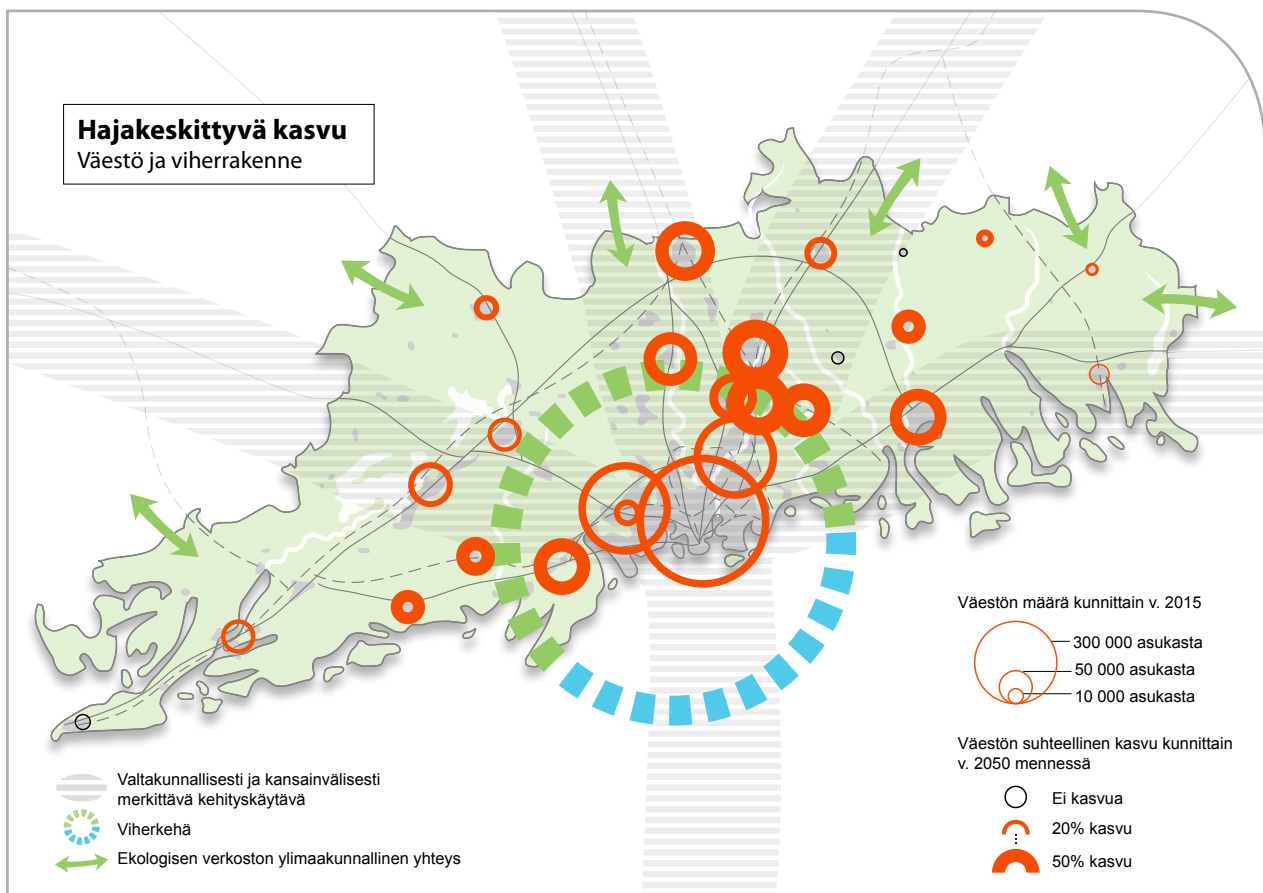 Hajakeskittyvä kasvu
Väestö ja viherrakenne
Valtakunnallisesti ja kansainvälisesti
merkittävä kehityskäytävä
Viherkehä
Ekologisen verkoston ylimaakunnallinen yhteys
Väestön määrä kunnittain v. 2015
300 000 asukasta
50 000 asukasta
10 000 asukasta
Väestön suhteellinen kasvu kunnittain
v. 2050 mennessä
Ei kasvua
20% kasvu
50% kasvu